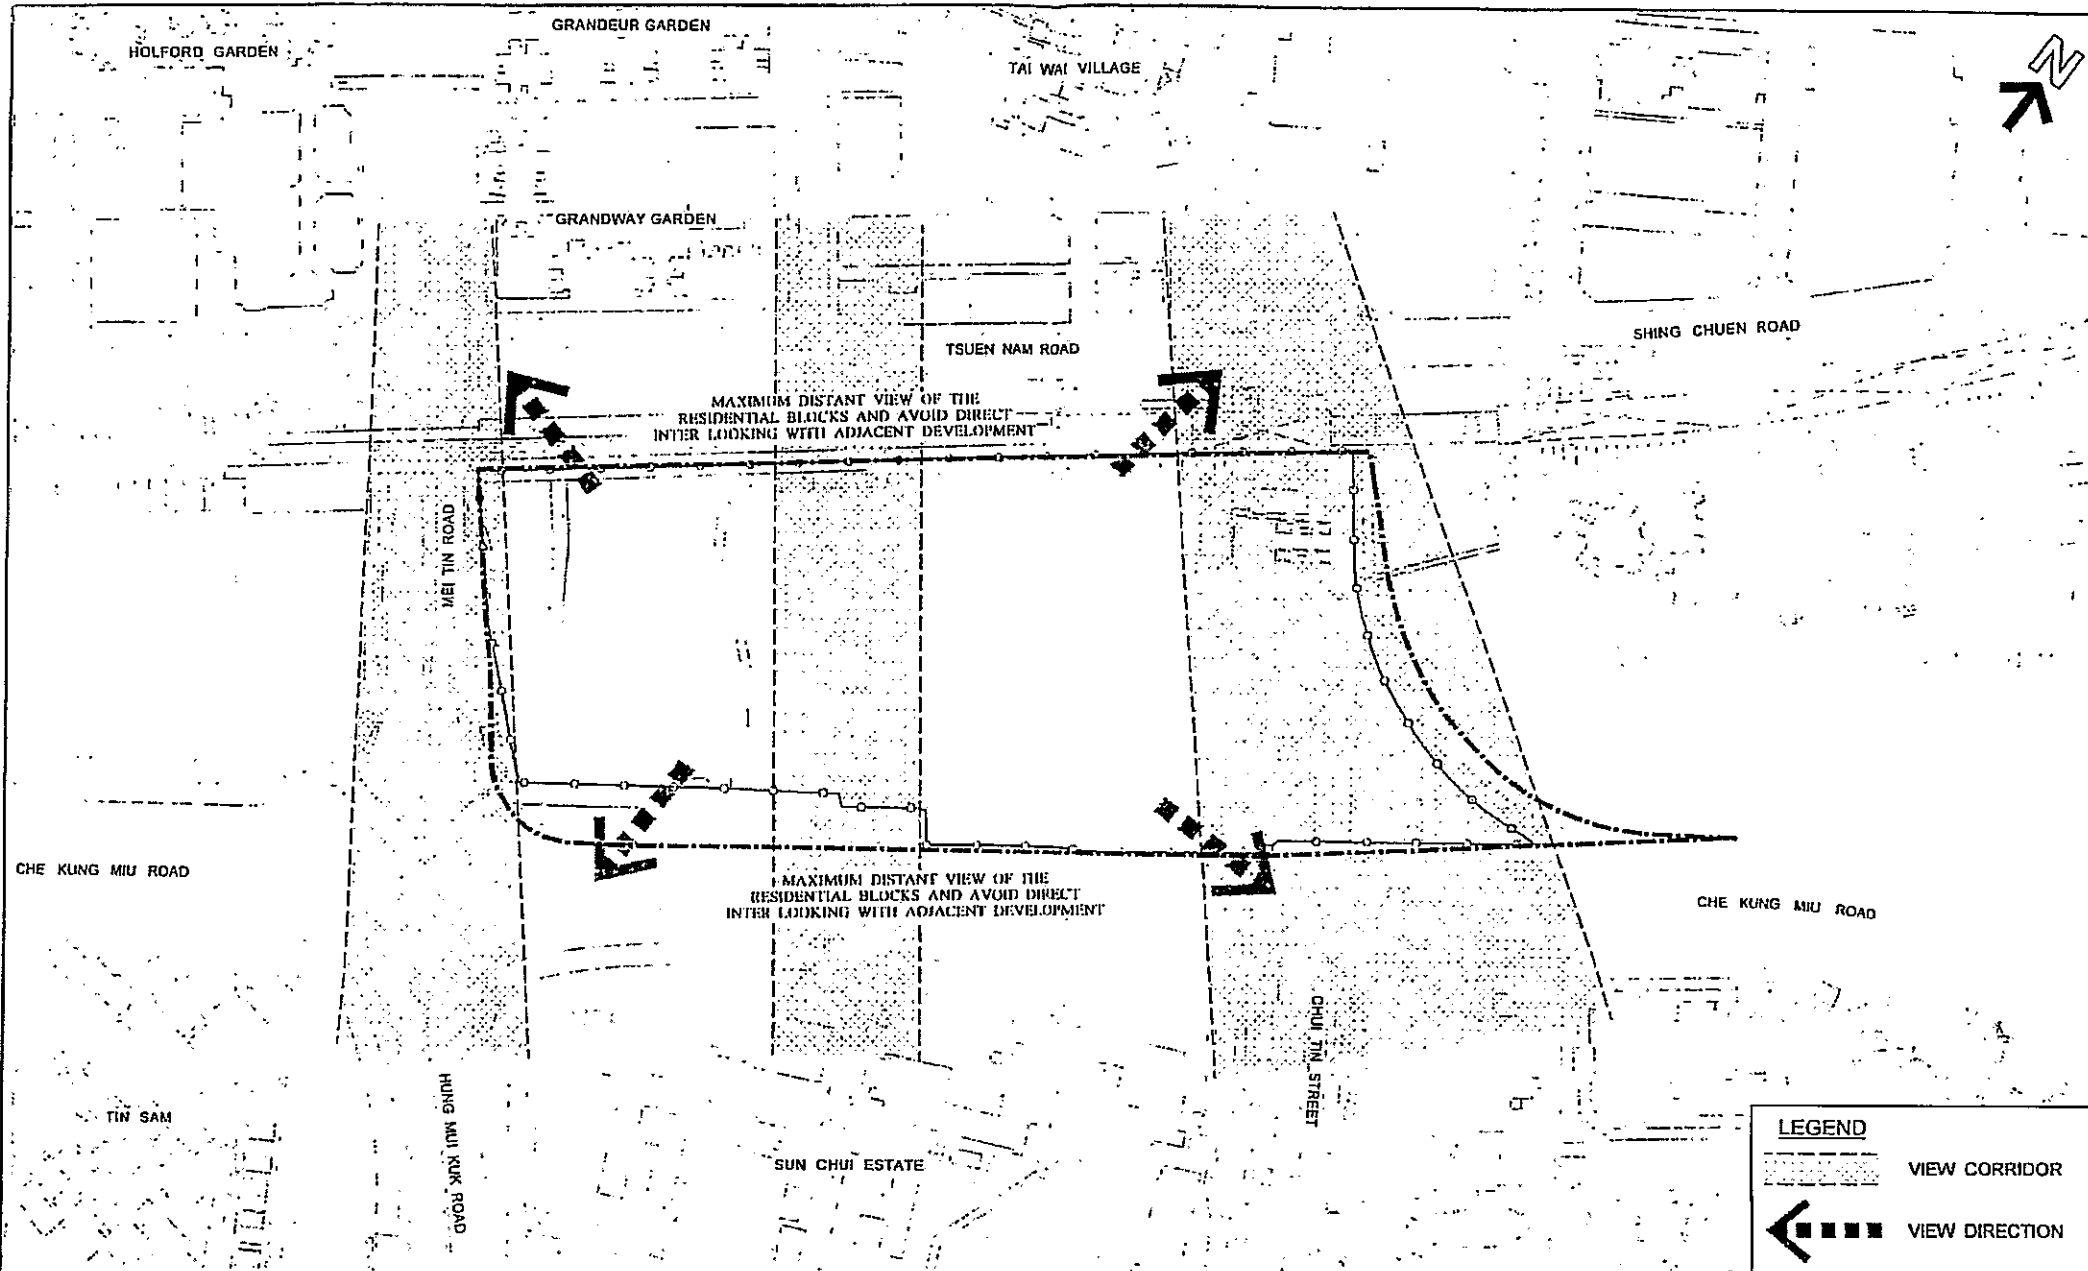 GRANDEUR GARDEN
HOLFORD GARDEN
TAI WAI VILLAGE
N
GRANDWAY GARDEN
SHING CHUEN ROAD
TSUEN NAM ROAD
MAXIMUM DISTANT VIEW OF THE
RESIDENTIAL BLOCKS AND AVOID DIRECT
INTER LOOKING WITH ADJACENT DEVELOPMENT
MEI TIN ROAD
CHE KUNG MIU ROAD
MAXIMUM DISTANT VIEW OF THE
RESIDENTIAL BLOCKS AND AVOID DIRECT
INTER LOOKING WITH ADJACENT DEVELOPMENT
CHE KUNG MIU ROAD
CHUI TIN STREET
HUNG MUI KUK ROAD
TIN SAM
SUN CHUI ESTATE
LEGEND
VIEW CORRIDOR
VIEW DIRECTION